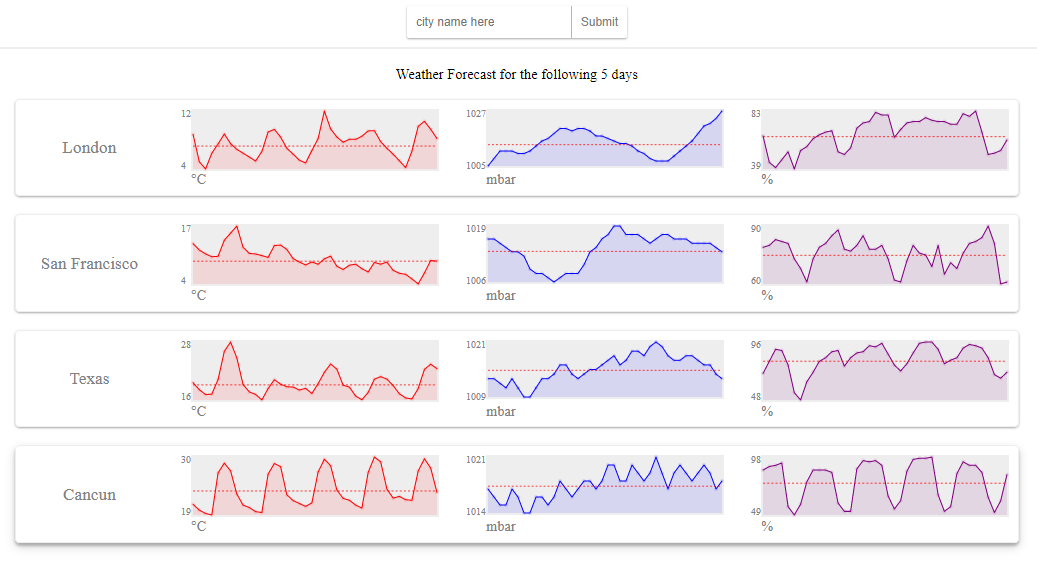 city name here Submit
Weather Forecast for the following 5 days
12 1027 83
London
4 1005 39
°C mbar %
17 1019 90
San Francisco
4 1006 60
°C mbar %
28 1021 96
Texas
16 1009 48
°C mbar %
30 1021 98
Cancun
19 1014 49
°C mbar %